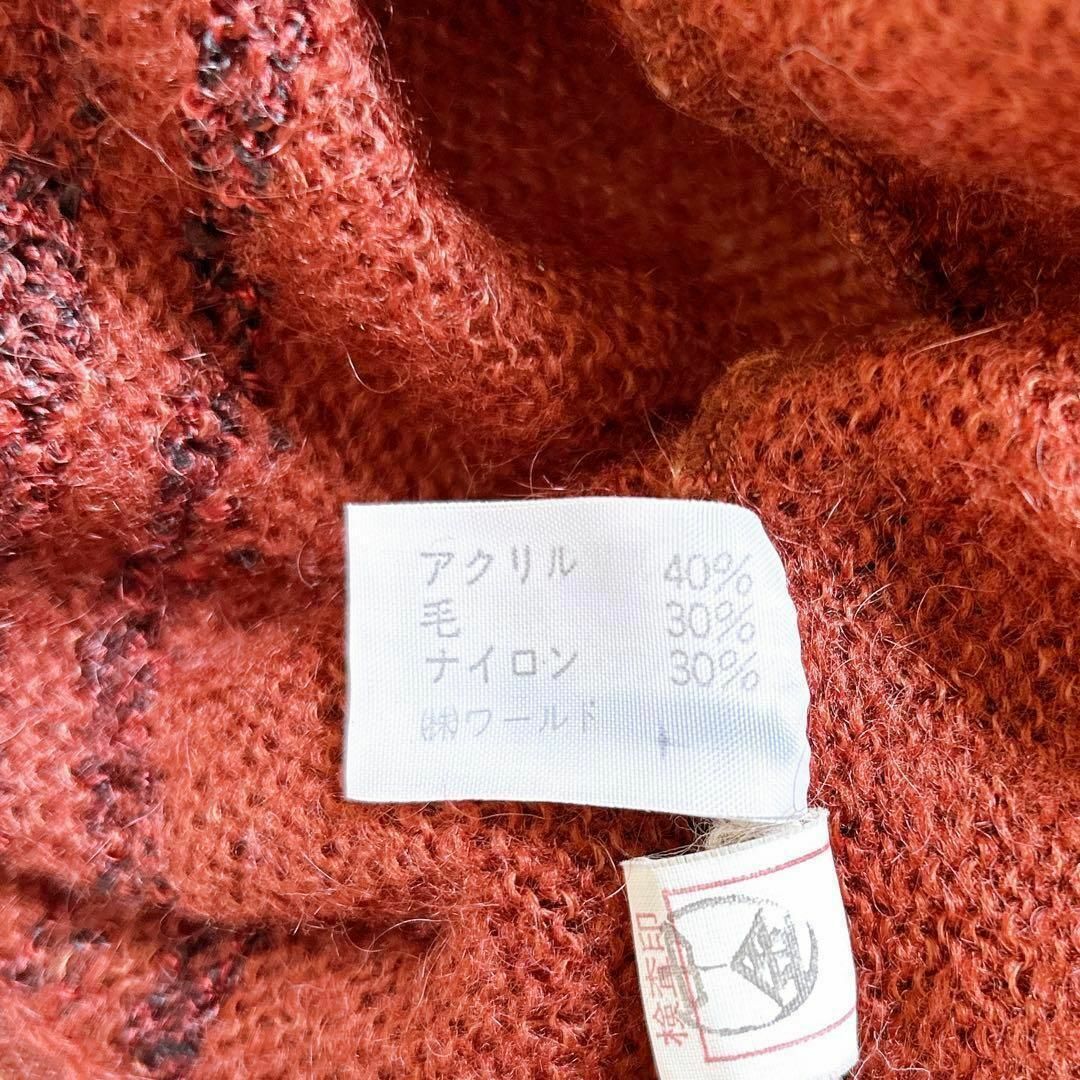 アクリル 40%
毛 30%
ナイロン 30%
㈱ワールド
検査印